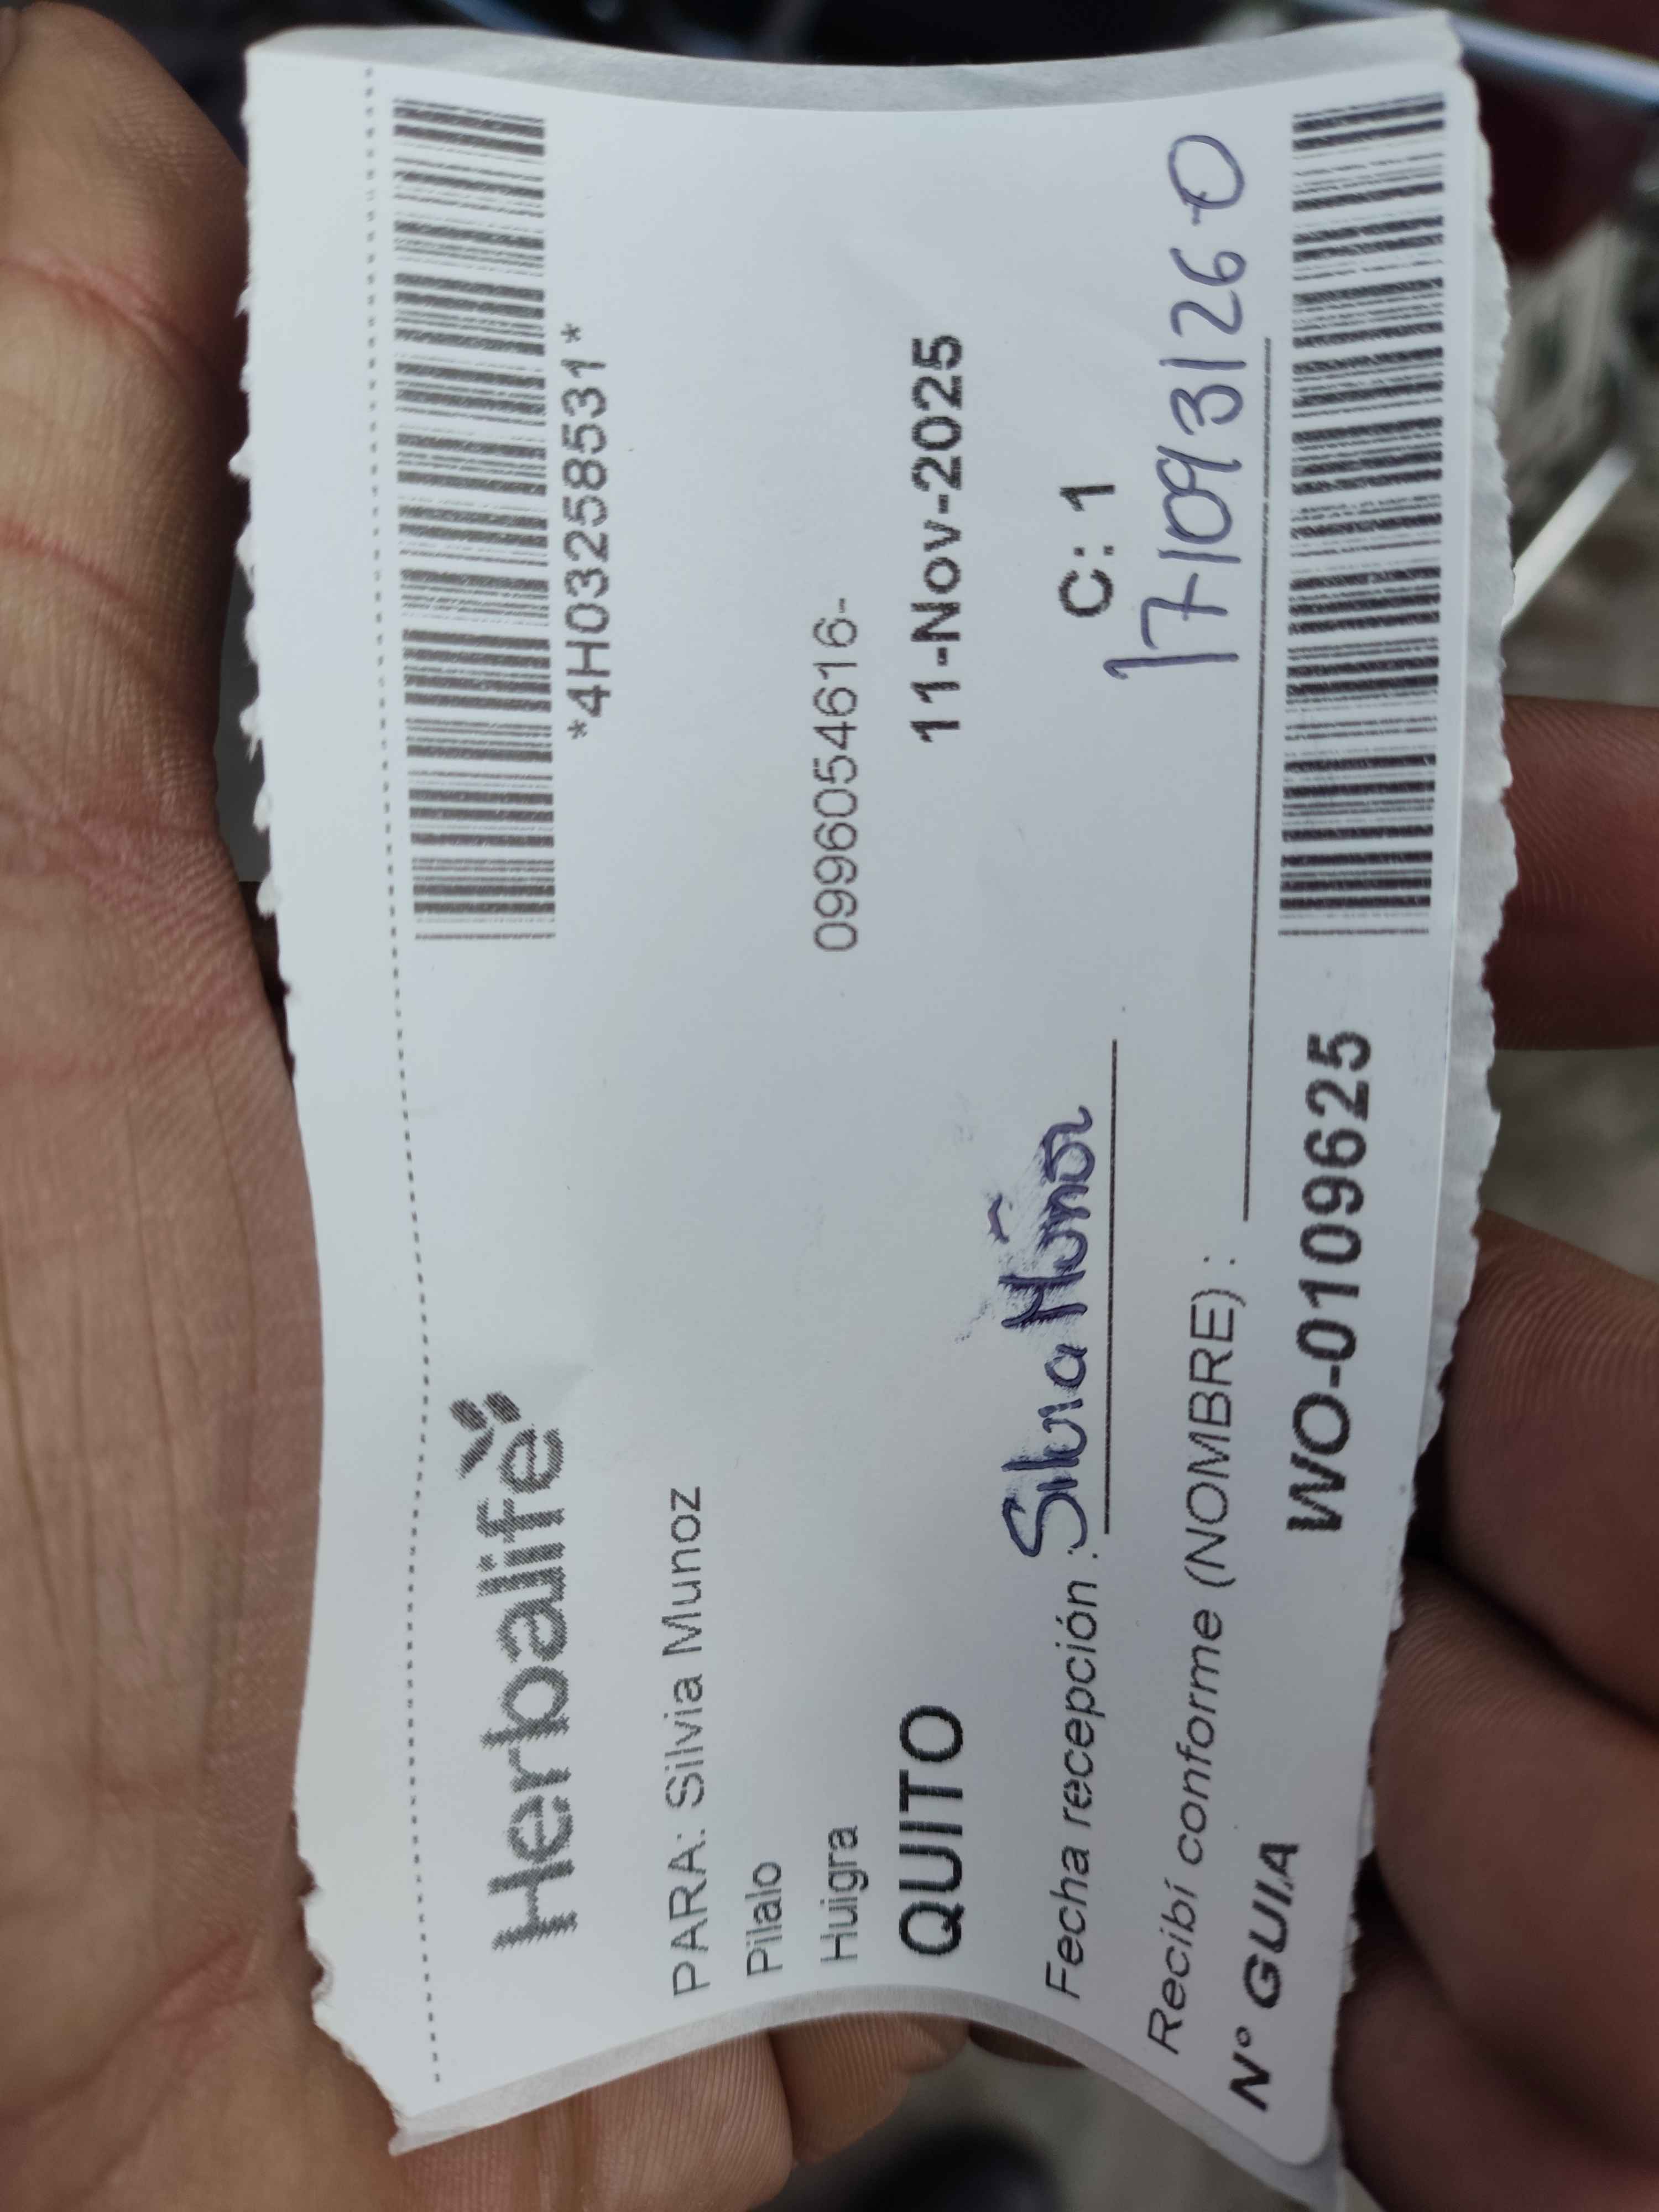 Herbalife
*4H03258531*
PARA: Silvia Munoz
Pilalo
Huigra 0996054616-
QUITO 11-Nov-2025
Fecha recepción : Silvia Muñoz C: 1
Recibí conforme (NOMBRE) : 1710931260
N° GUIA WO-0109625